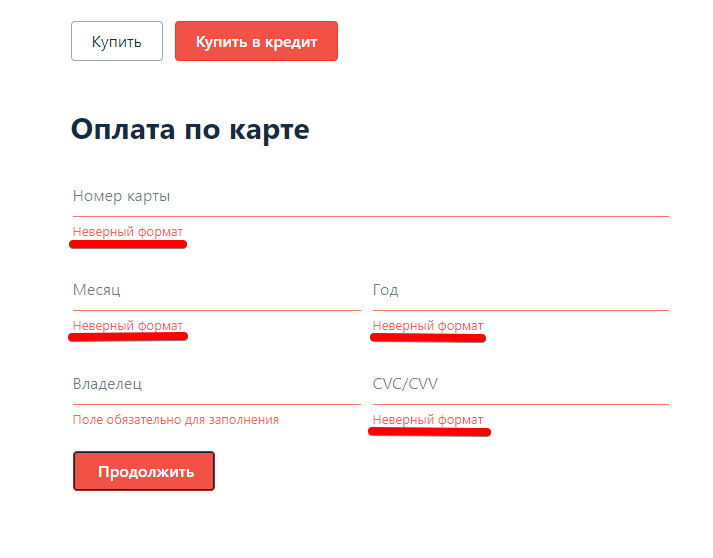 Купить Купить в кредит
Оплата по карте
Номер карты
Неверный формат
Месяц Год
Неверный формат Неверный формат
Владелец CVC/CVV
Поле обязательно для заполнения Неверный формат
Продолжить